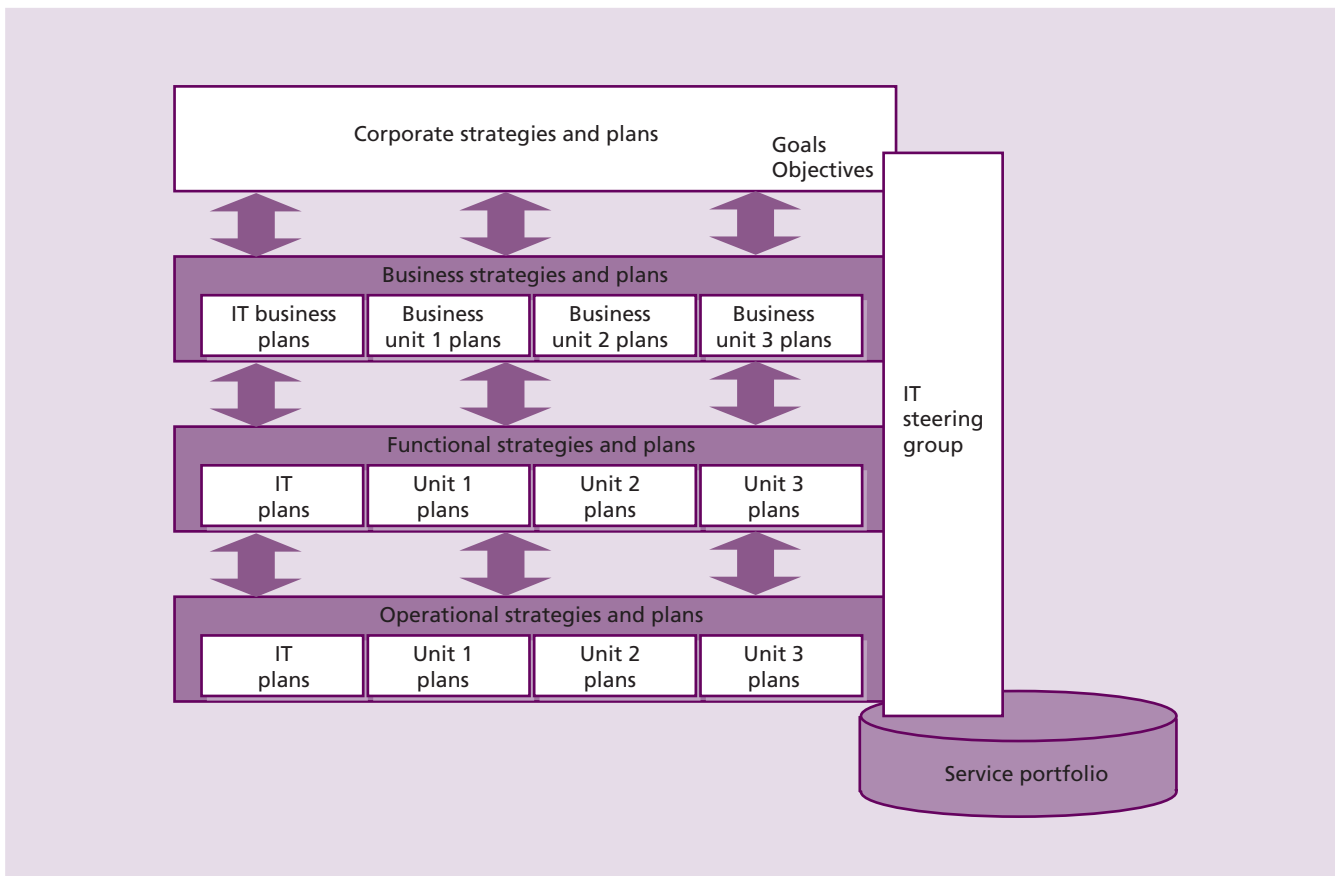 Corporate strategies and plans
Goals
Objectives
Business strategies and plans
IT business
plans
Business
unit 1 plans
Business
unit 2 plans
Business
unit 3 plans
IT
steering
group
Functional strategies and plans
IT
plans
Unit 1
plans
Unit 2
plans
Unit 3
plans
Operational strategies and plans
IT
plans
Unit 1
plans
Unit 2
plans
Unit 3
plans
Service portfolio